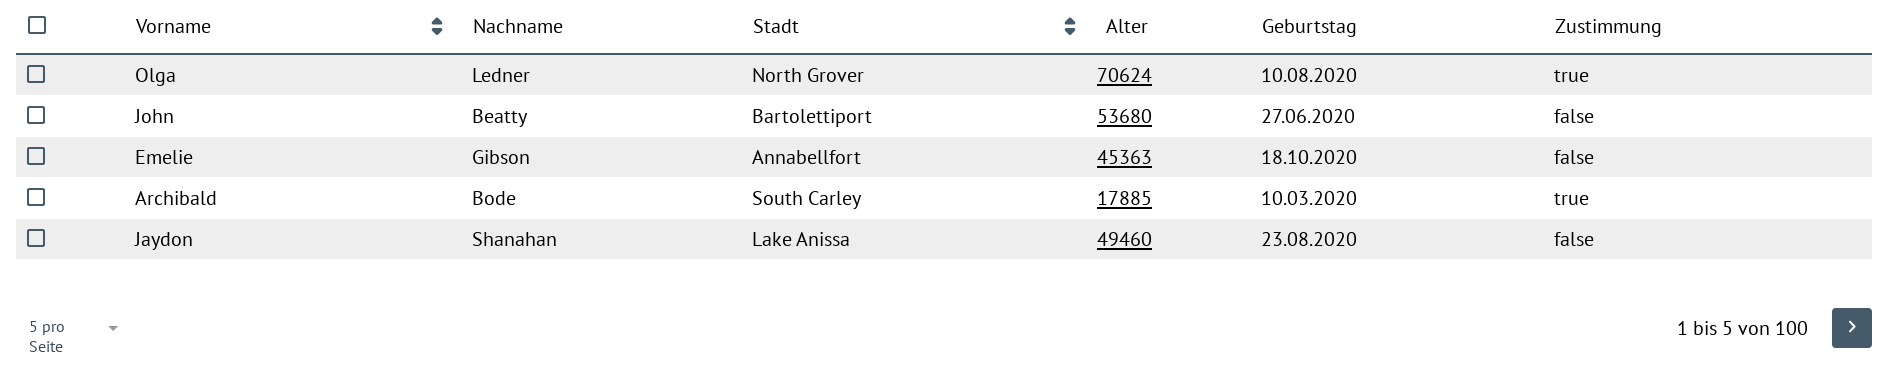 Vorname Nachname Stadt Alter Geburtstag Zustimmung
Olga Ledner North Grover 70624 10.08.2020 true
John Beatty Bartolettiport 53680 27.06.2020 false
Emelie Gibson Annabellfort 45363 18.10.2020 false
Archibald Bode South Carley 17885 10.03.2020 true
Jaydon Shanahan Lake Anissa 49460 23.08.2020 false
5 pro
Seite
1 bis 5 von 100